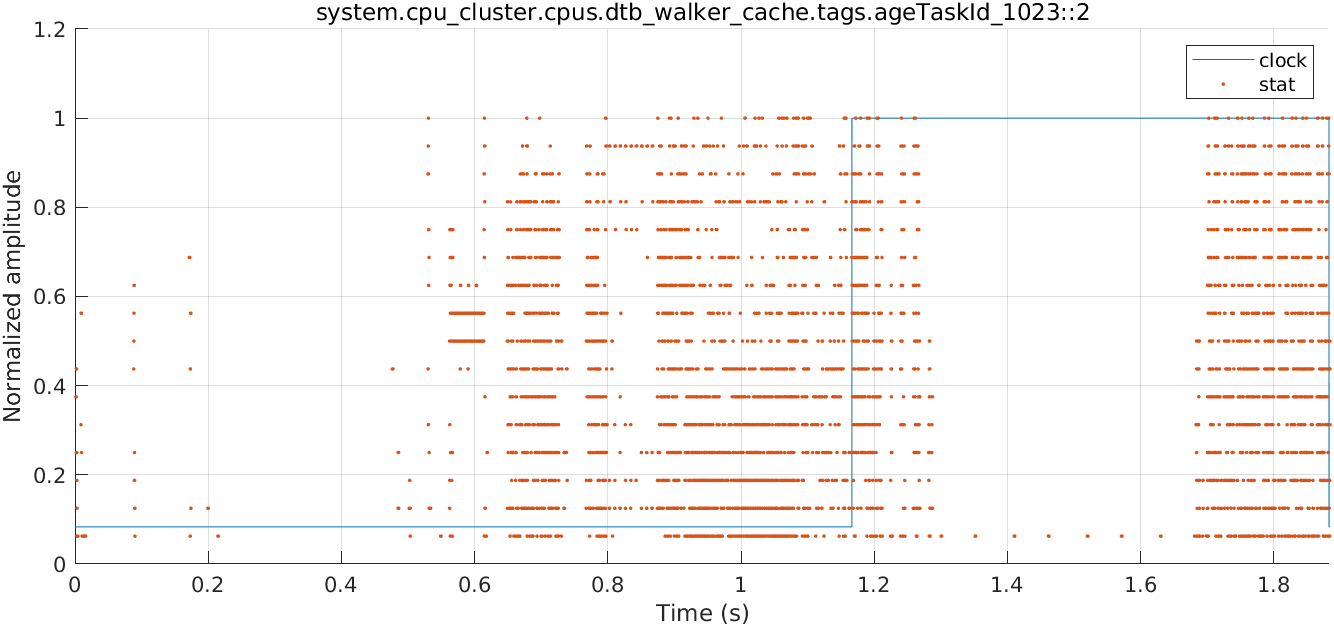 system.cpu_cluster.cpus.dtb_walker_cache.tags.ageTaskId_1023::2
Normalized amplitude
1.2
1
0.8
0.6
0.4
0.2
0
clock
stat
0 0.2 0.4 0.6 0.8 1 1.2 1.4 1.6 1.8
Time (s)